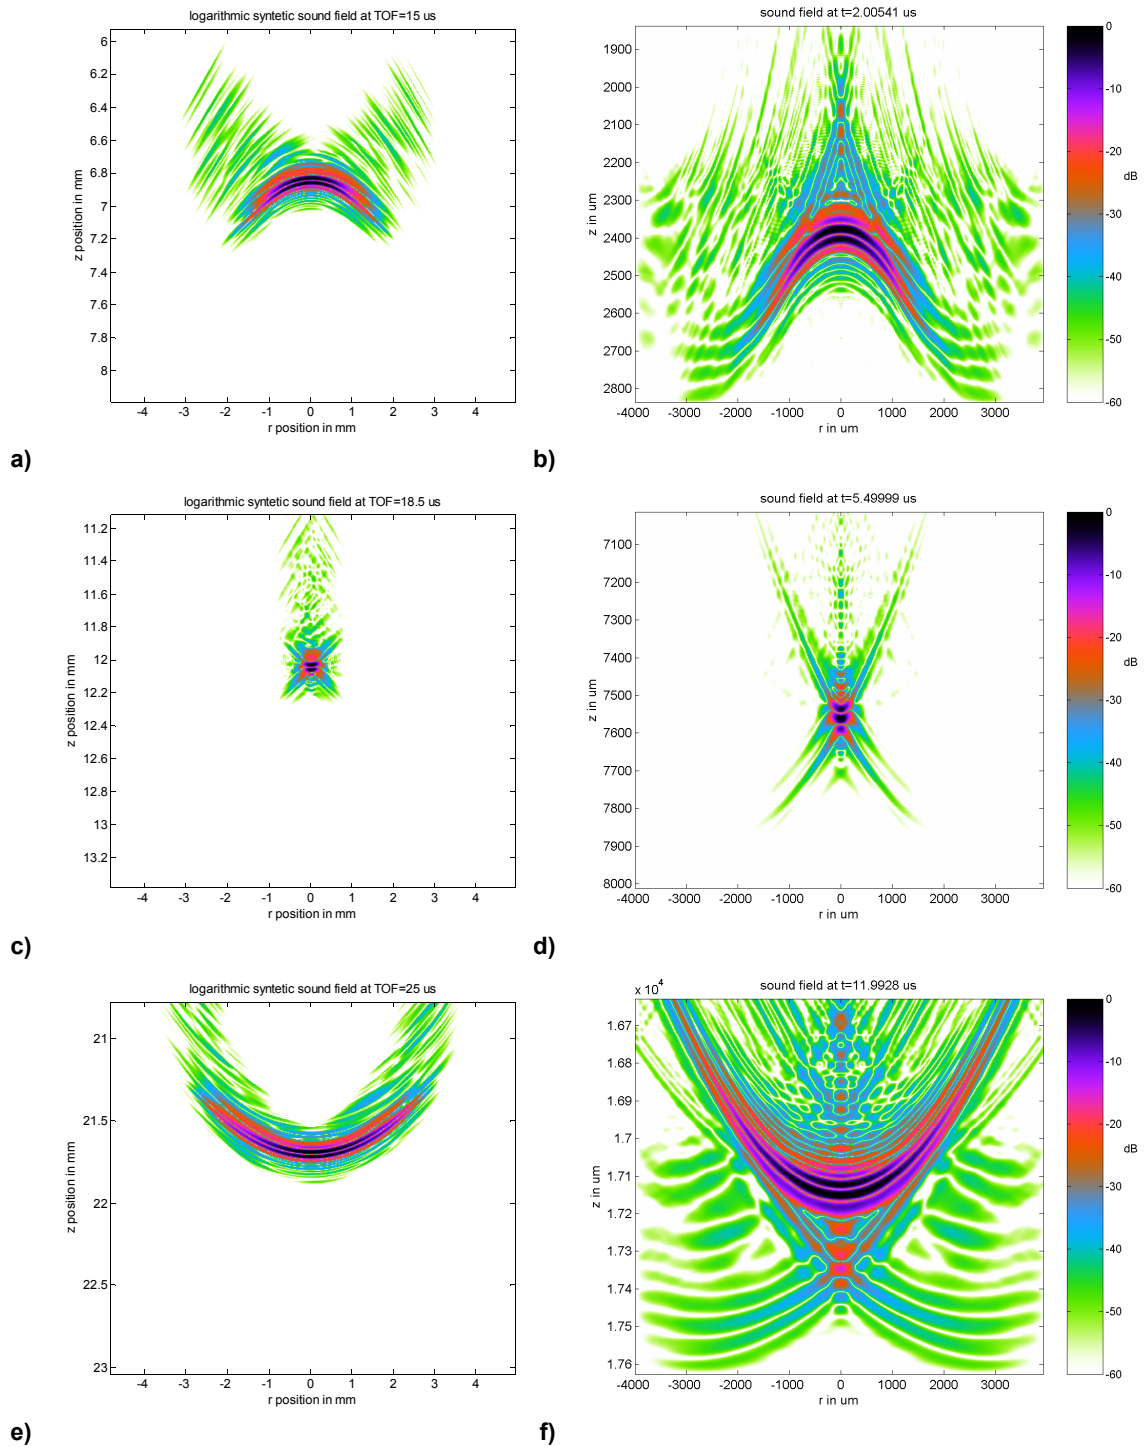 logarithmic syntetic sound field at TOF=15 us
6
6.2
6.4
6.6
6.8
7
7.2
7.4
7.6
7.8
8
z position in mm
-4 -3 -2 -1 0 1 2 3 4
r position in mm
a)
sound field at t=2.00541 us
1900
2000
2100
2200
2300
2400
2500
2600
2700
2800
z in um
-4000 -3000 -2000 -1000 0 1000 2000 3000
r in um
0
-10
-20
-30
-40
-50
-60
dB
b)
logarithmic syntetic sound field at TOF=18.5 us
11.2
11.4
11.6
11.8
12
12.2
12.4
12.6
12.8
13
13.2
z position in mm
-4 -3 -2 -1 0 1 2 3 4
r position in mm
c)
sound field at t=5.49999 us
7100
7200
7300
7400
7500
7600
7700
7800
7900
8000
z in um
-4000 -3000 -2000 -1000 0 1000 2000 3000
r in um
0
-10
-20
-30
-40
-50
-60
dB
d)
logarithmic syntetic sound field at TOF=25 us
21
21.5
22
22.5
23
z position in mm
-4 -3 -2 -1 0 1 2 3 4
r position in mm
e)
x 10⁴
sound field at t=11.9928 us
1.67
1.68
1.69
1.7
1.71
1.72
1.73
1.74
1.75
1.76
z in um
-4000 -3000 -2000 -1000 0 1000 2000 3000
r in um
0
-10
-20
-30
-40
-50
-60
dB
f)